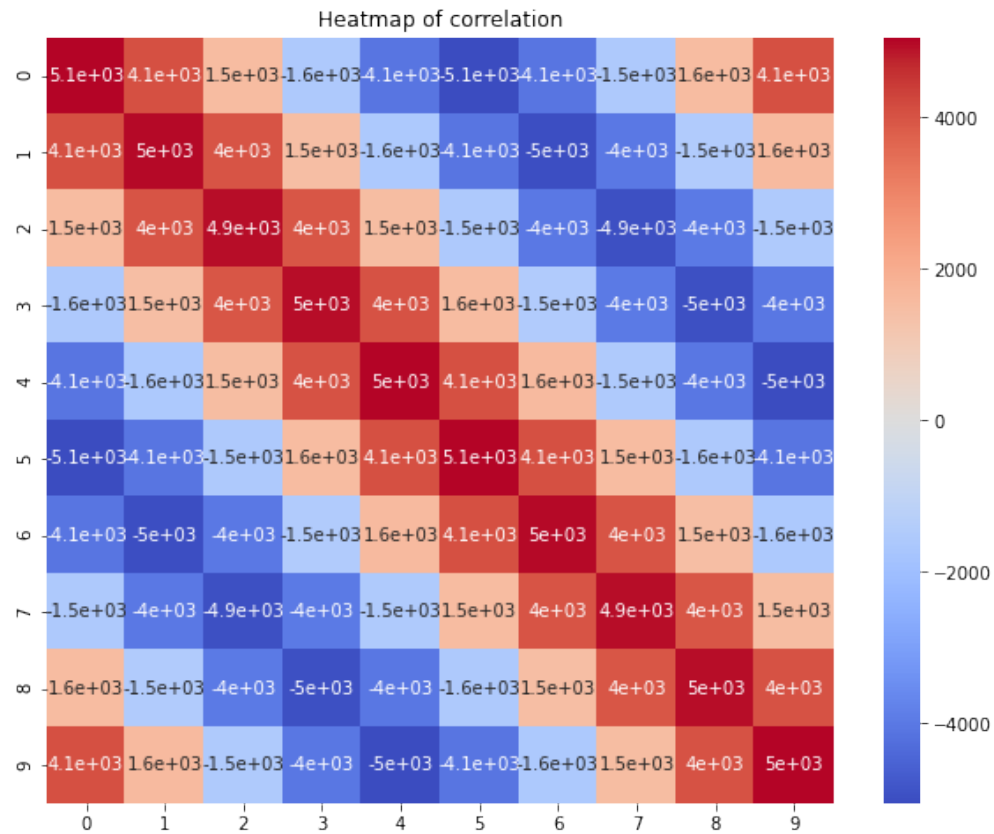 Heatmap of correlation
0 5.1e+03 4.1e+03 1.5e+03 -1.6e+03 -4.1e+03 -5.1e+03 -4.1e+03 -1.5e+03 1.6e+03 4.1e+03
1 4.1e+03 5e+03 4e+03 1.5e+03 -1.6e+03 -4.1e+03 -5e+03 -4e+03 -1.5e+03 1.6e+03
2 1.5e+03 4e+03 4.9e+03 4e+03 1.5e+03 -1.5e+03 -4e+03 -4.9e+03 -4e+03 -1.5e+03
3 -1.6e+03 1.5e+03 4e+03 5e+03 4e+03 1.6e+03 -1.5e+03 -4e+03 -5e+03 -4e+03
4 -4.1e+03 -1.6e+03 1.5e+03 4e+03 5e+03 4.1e+03 1.6e+03 -1.5e+03 -4e+03 -5e+03
5 -5.1e+03 -4.1e+03 -1.5e+03 1.6e+03 4.1e+03 5.1e+03 4.1e+03 1.5e+03 -1.6e+03 -4.1e+03
6 -4.1e+03 -5e+03 -4e+03 -1.5e+03 1.6e+03 4.1e+03 5e+03 4e+03 1.5e+03 -1.6e+03
7 -1.5e+03 -4e+03 -4.9e+03 -4e+03 -1.5e+03 1.5e+03 4e+03 4.9e+03 4e+03 1.5e+03
8 1.6e+03 -1.5e+03 -4e+03 -5e+03 -4e+03 -1.6e+03 1.5e+03 4e+03 5e+03 4e+03
9 4.1e+03 1.6e+03 -1.5e+03 -4e+03 -5e+03 -4.1e+03 -1.6e+03 1.5e+03 4e+03 5e+03
0 1 2 3 4 5 6 7 8 9
4000
2000
0
−2000
−4000